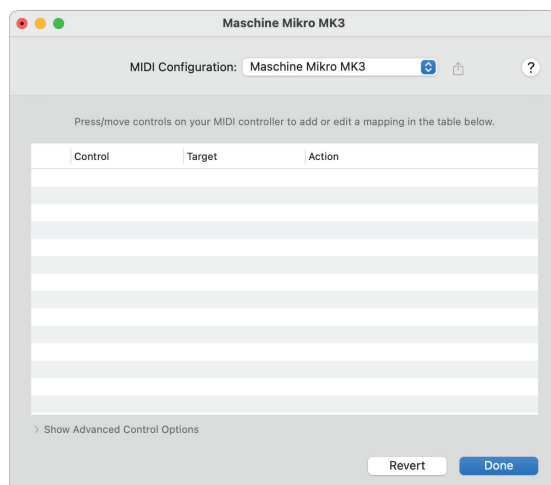 Maschine Mikro MK3
MIDI Configuration: Maschine Mikro MK3
?
Press/move controls on your MIDI controller to add or edit a mapping in the table below.
Control Target Action
Show Advanced Control Options
Revert Done